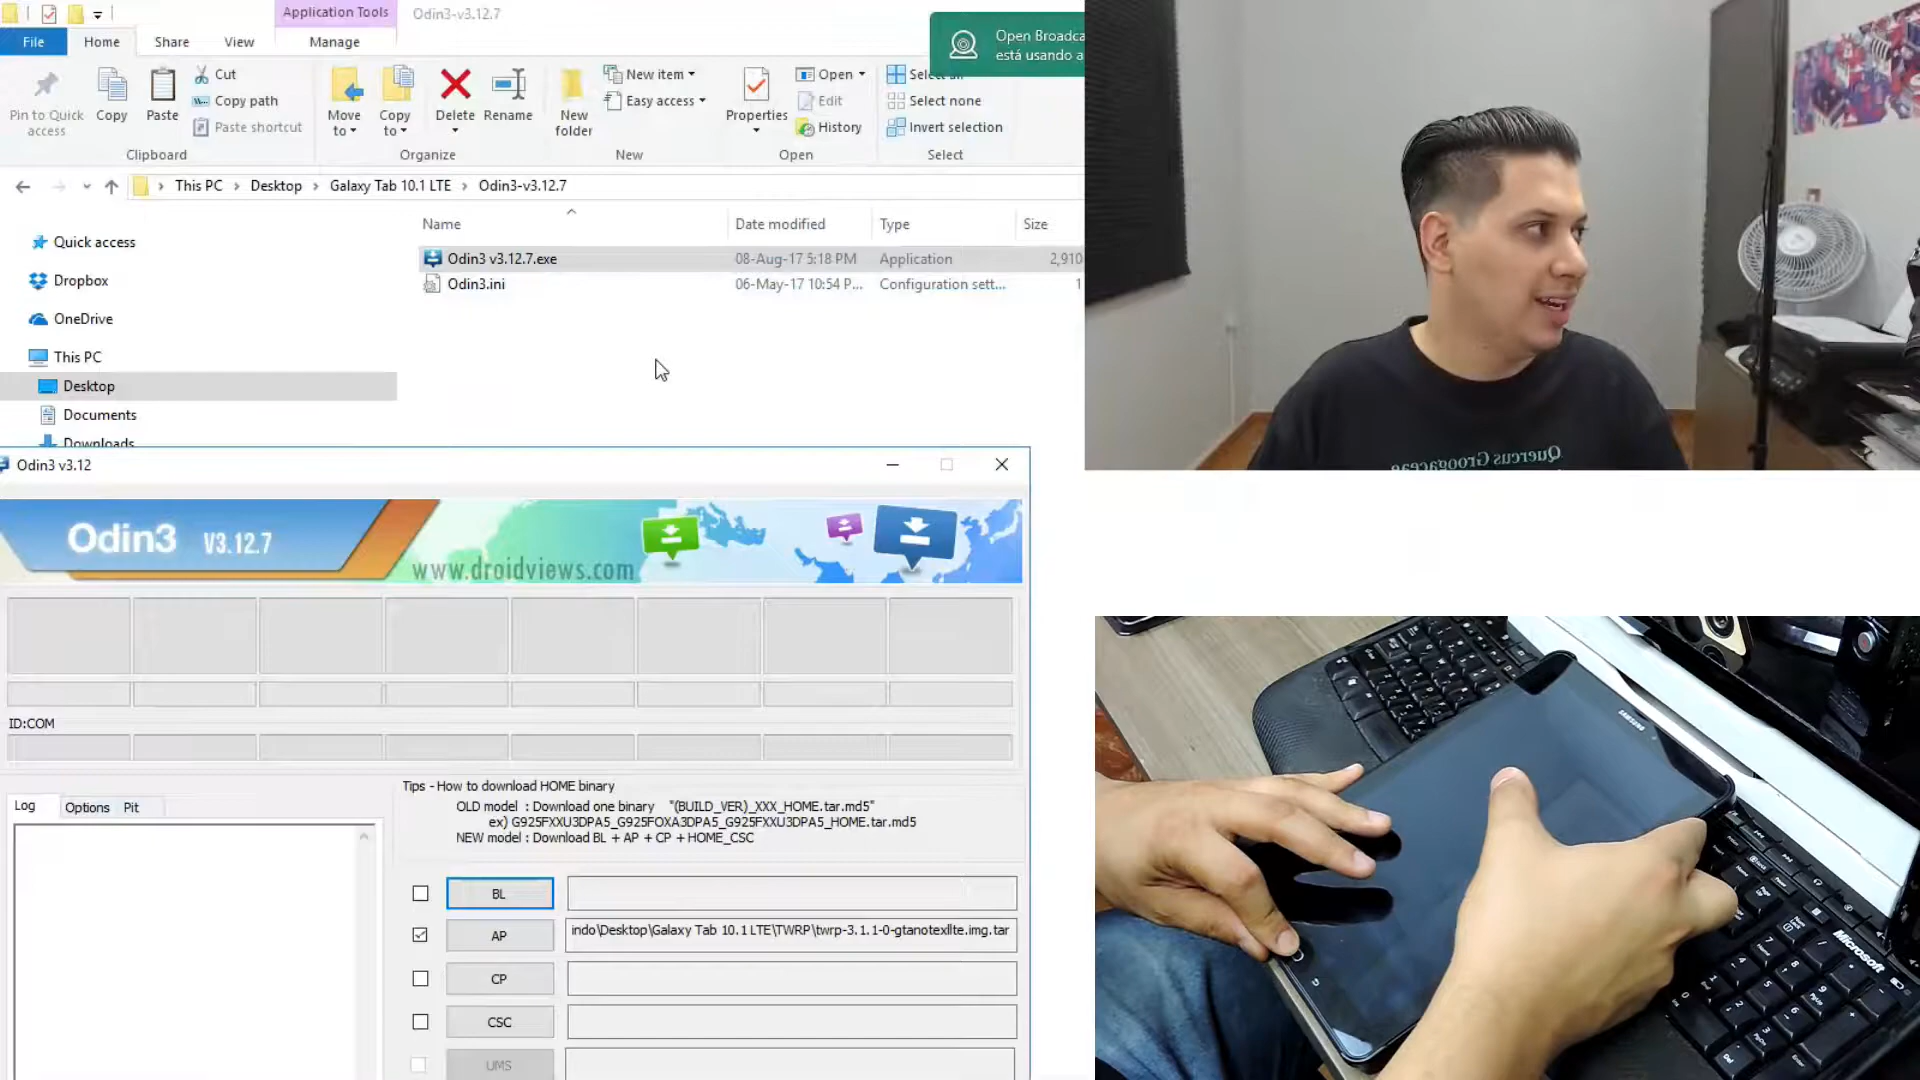 Application Tools
Odin3-v3.12.7
File
Home
Share
View
Manage
Open Broadca
está usando a
Pin to Quick
access
Copy
Paste
Cut
Copy path
Paste shortcut
Clipboard
Move
to
Copy
to
Delete
Rename
Organize
New
folder
New item
Easy access
New
Properties
Open
Edit
History
Open
Select all
Select none
Invert selection
Select
This PC > Desktop > Galaxy Tab 10.1 LTE > Odin3-v3.12.7
Name
Date modified
Type
Size
Odin3 v3.12.7.exe
08-Aug-17 5:18 PM
Application
2,910
Odin3.ini
06-May-17 10:54 P...
Configuration sett...
1
Quick access
Dropbox
OneDrive
This PC
Desktop
Documents
Downloads
Odin3 v3.12
Odin3 V3.12.7
www.droidviews.com
ID:COM
Log
Options
Pit
Tips - How to download HOME binary
OLD model : Download one binary "(BUILD_VER)_XXX_HOME.tar.md5"
ex) G925FXXU3DPA5_G925FOXA3DPA5_G925FXXU3DPA5_HOME.tar.md5
NEW model : Download BL + AP + CP + HOME_CSC
BL
AP
indo\Desktop\Galaxy Tab 10.1 LTE\TWRP\twrp-3.1.1-0-gtanotexllte.img.tar
CP
CSC
UMS
Quercus Grogaceae
SAMSUNG
Microsoft